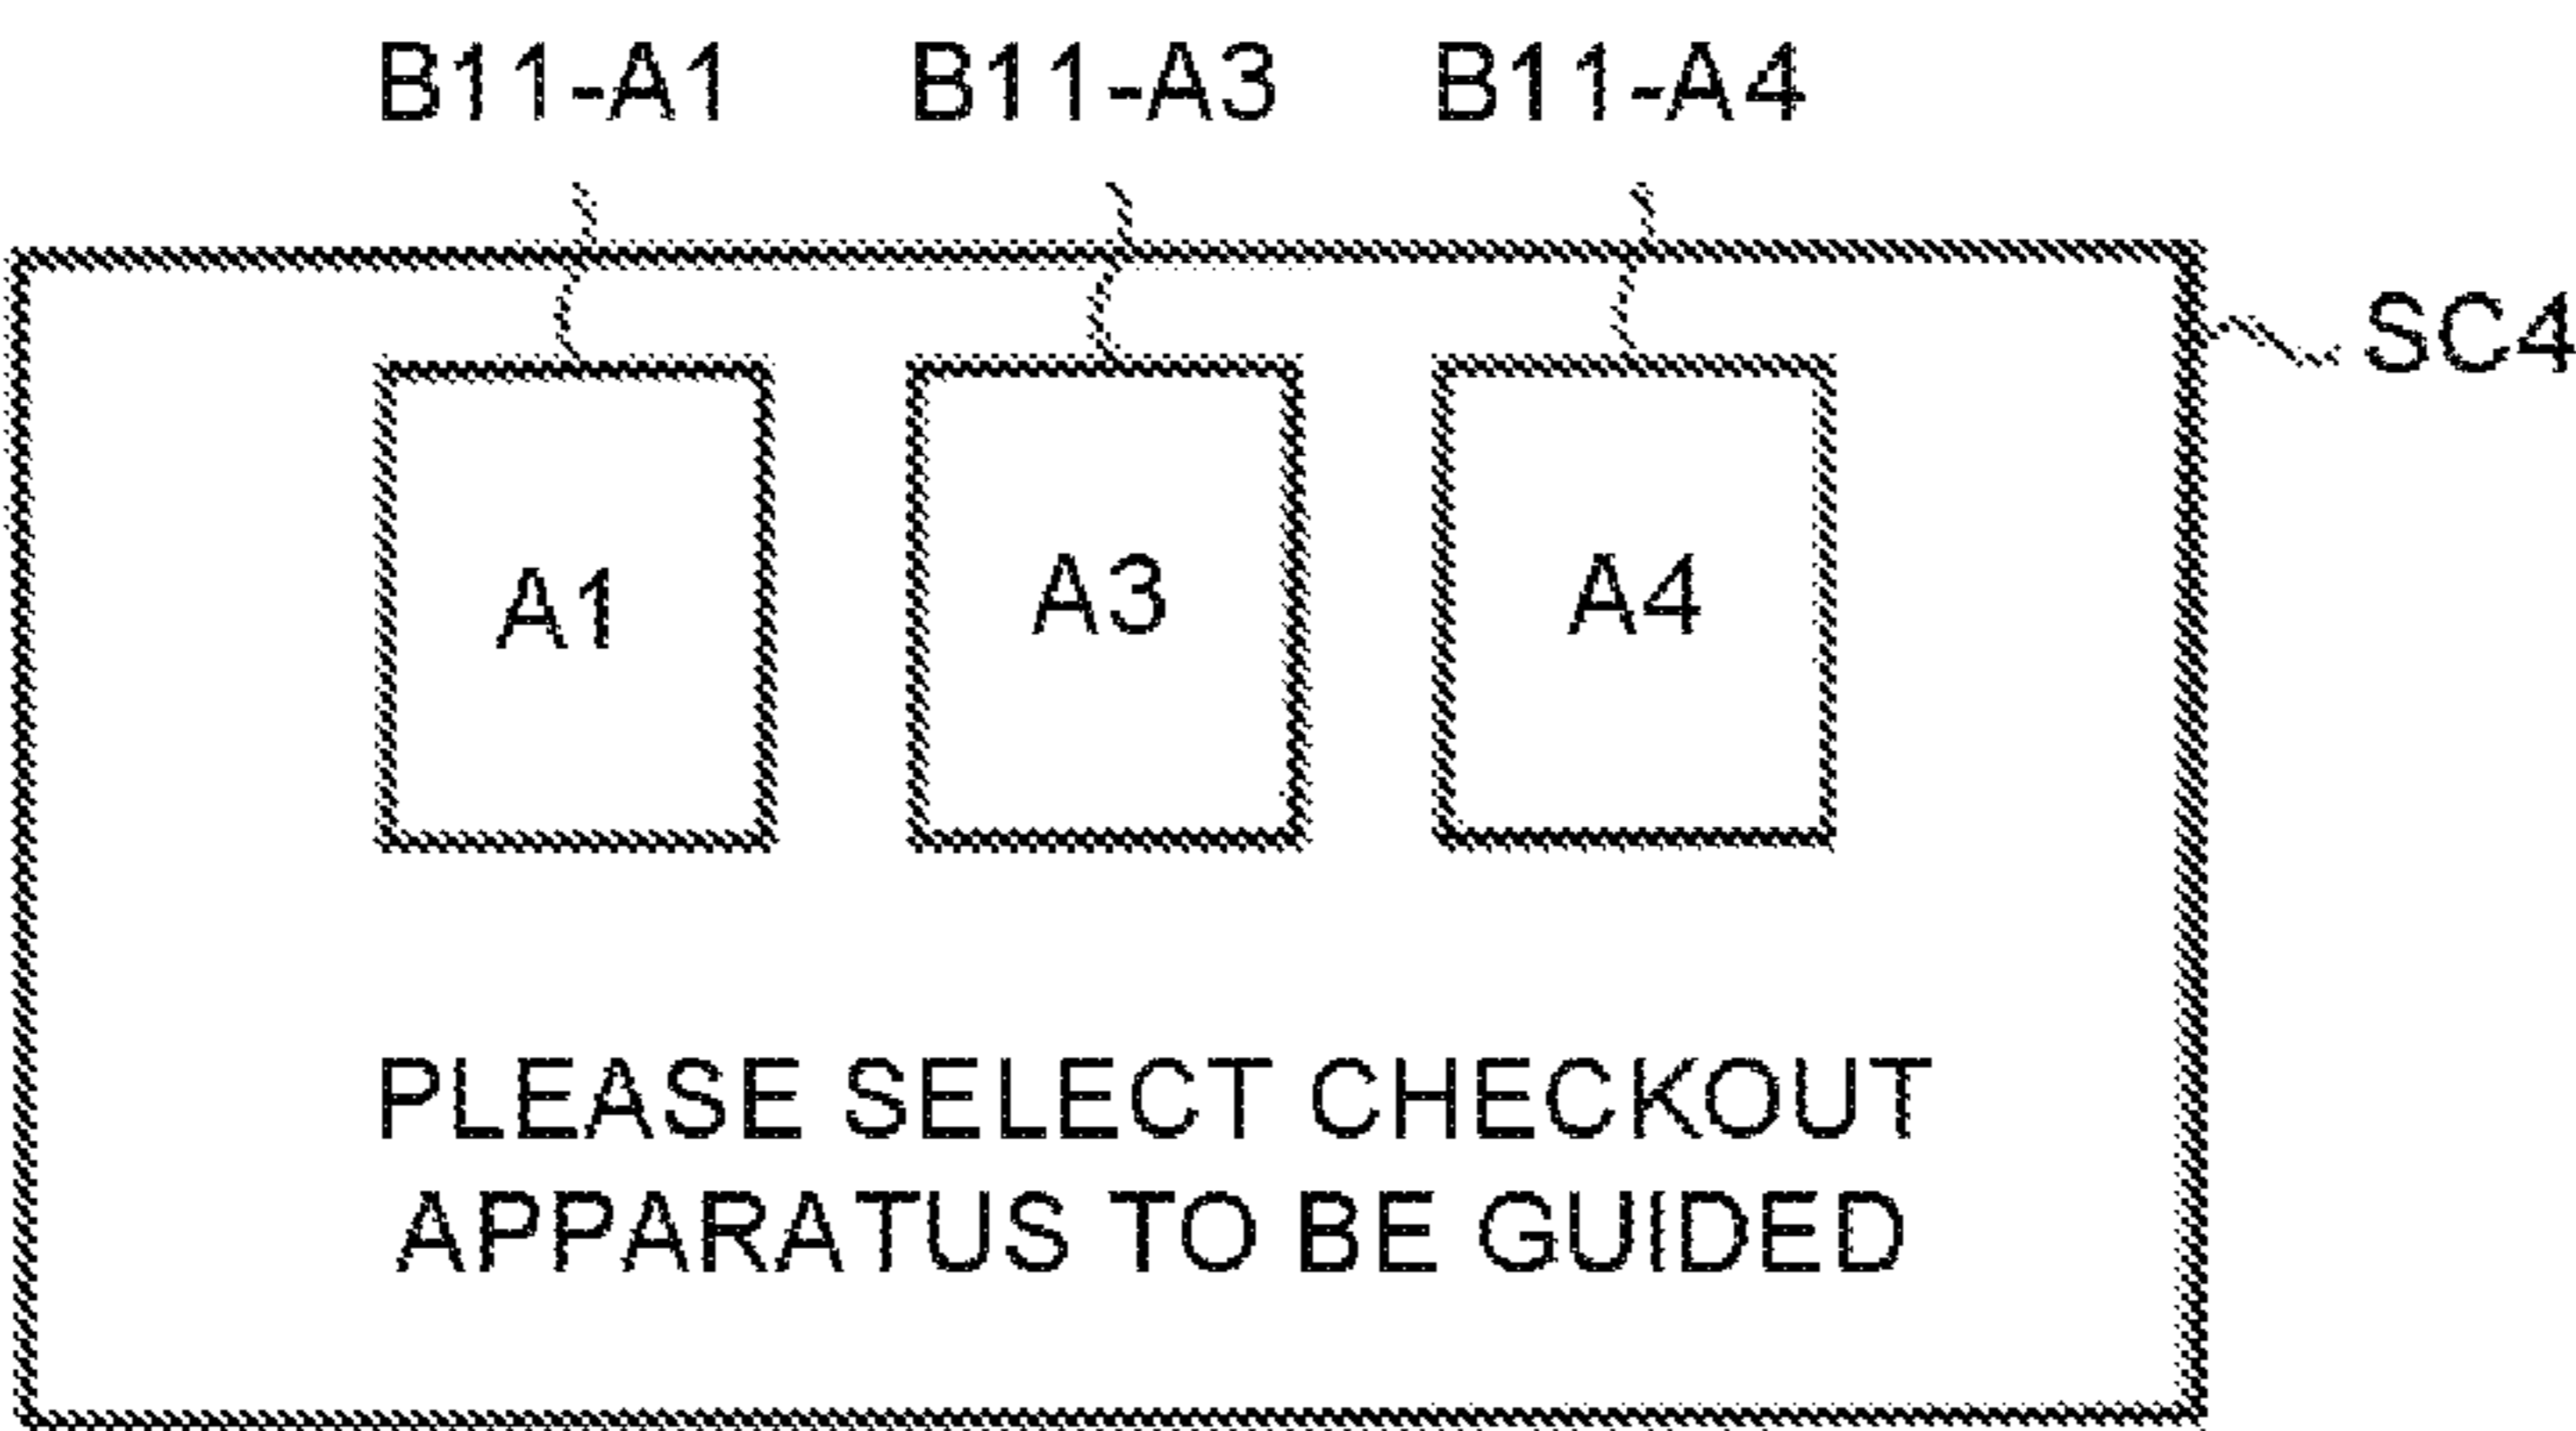 B11-A1 B11-A3 B11-A4
SC4
A1 A3 A4
PLEASE SELECT CHECKOUT
APPARATUS TO BE GUIDED